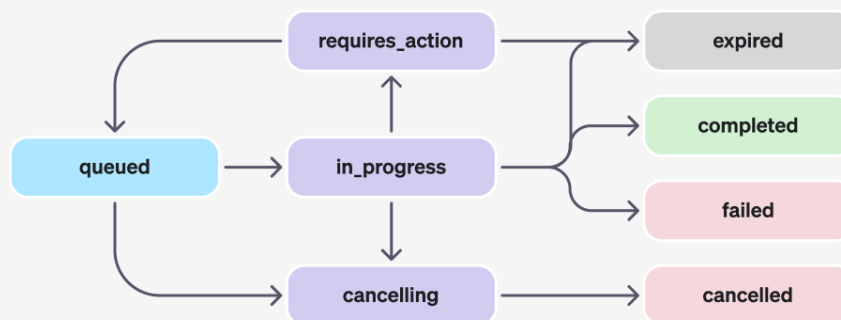 requires_action
expired
completed
queued
in_progress
failed
cancelling
cancelled